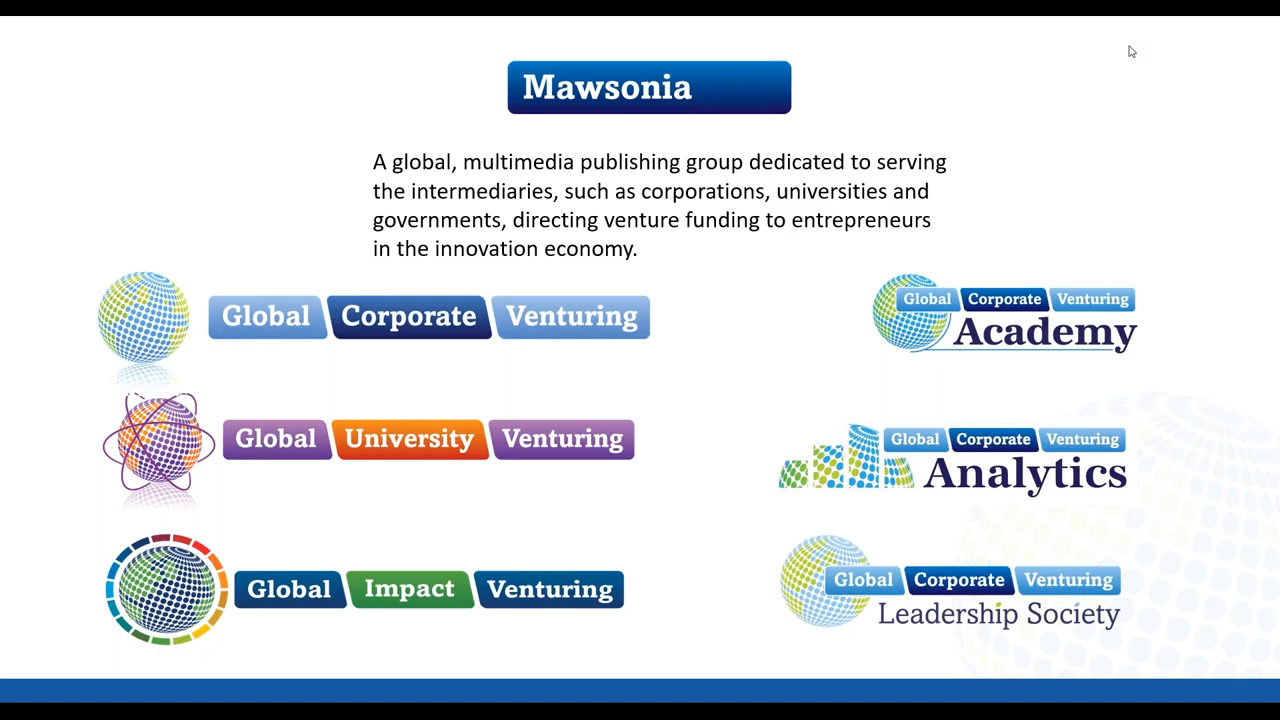 Mawsonia
A global, multimedia publishing group dedicated to serving
the intermediaries, such as corporations, universities and
governments, directing venture funding to entrepreneurs
in the innovation economy.
Global Corporate Venturing
Global University Venturing
Global Impact Venturing
Global Corporate Venturing
Academy
Global Corporate Venturing
Analytics
Global Corporate Venturing
Leadership Society